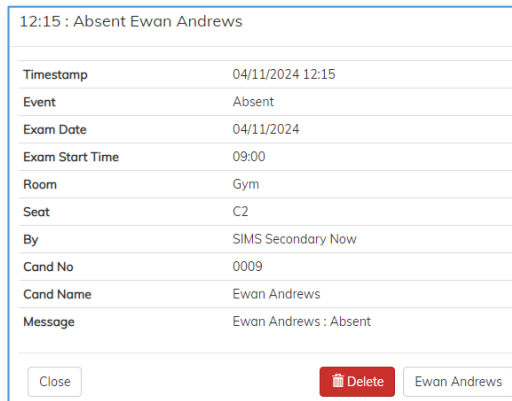 12:15 : Absent Ewan Andrews
Timestamp 04/11/2024 12:15
Event Absent
Exam Date 04/11/2024
Exam Start Time 09:00
Room Gym
Seat C2
By SIMS Secondary Now
Cand No 0009
Cand Name Ewan Andrews
Message Ewan Andrews : Absent
Close Delete Ewan Andrews